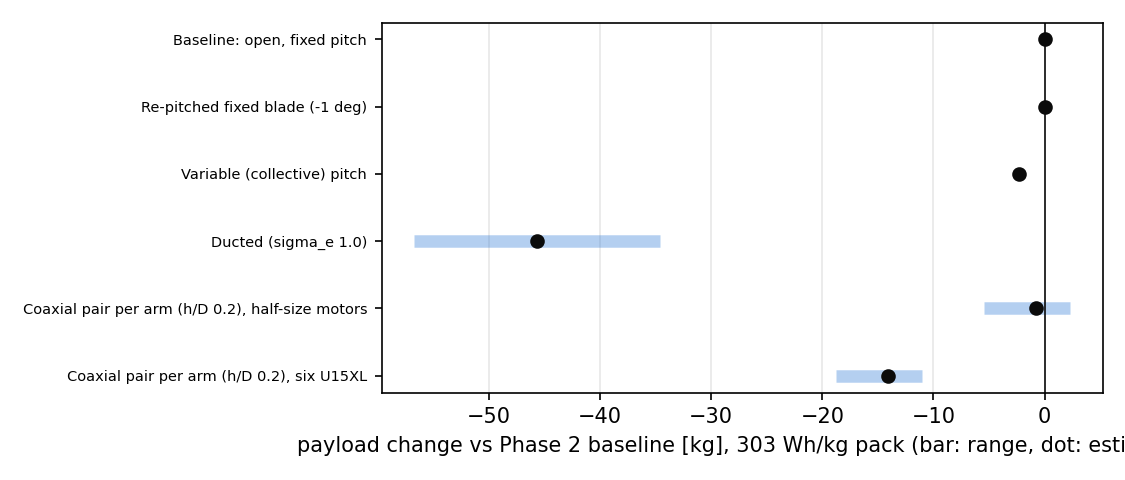 Baseline: open, fixed pitch
Re-pitched fixed blade (-1 deg)
Variable (collective) pitch
Ducted (sigma_e 1.0)
Coaxial pair per arm (h/D 0.2), half-size motors
Coaxial pair per arm (h/D 0.2), six U15XL
−50 −40 −30 −20 −10 0
payload change vs Phase 2 baseline [kg], 303 Wh/kg pack (bar: range, dot: esti